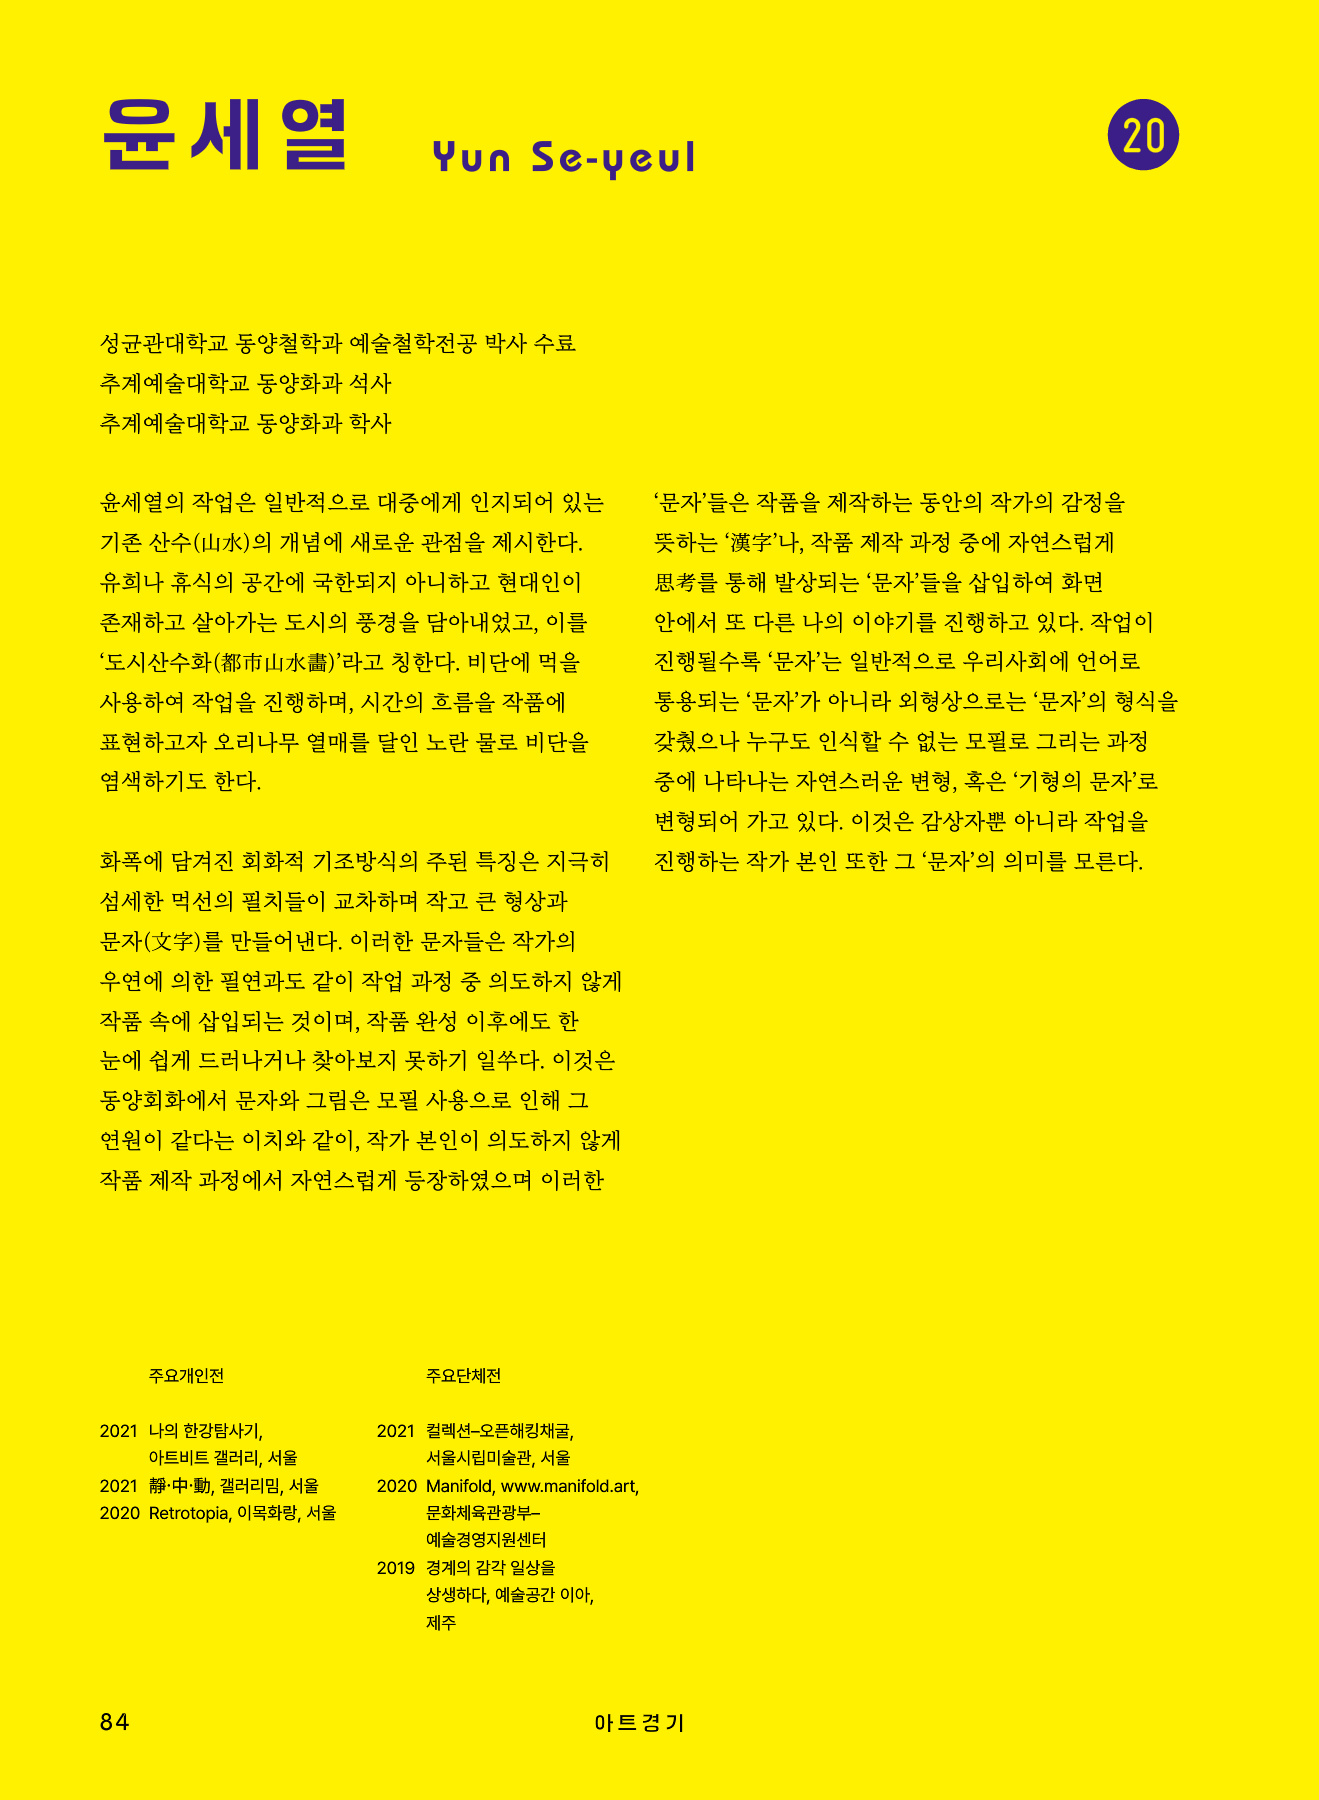 윤세열
Yun Se-yeul
20
성균관대학교 동양철학과 예술철학전공 박사 수료
추계예술대학교 동양화과 석사
추계예술대학교 동양화과 학사
윤세열의 작업은 일반적으로 대중에게 인지되어 있는
기존 산수(山水)의 개념에 새로운 관점을 제시한다.
유희나 휴식의 공간에 국한되지 아니하고 현대인이
존재하고 살아가는 도시의 풍경을 담아내었고, 이를
‘도시산수화(都市山水畵)’라고 칭한다. 비단에 먹을
사용하여 작업을 진행하며, 시간의 흐름을 작품에
표현하고자 오리나무 열매를 달인 노란 물로 비단을
염색하기도 한다.
화폭에 담겨진 회화적 기조방식의 주된 특징은 지극히
섬세한 먹선의 필치들이 교차하며 작고 큰 형상과
문자(文字)를 만들어낸다. 이러한 문자들은 작가의
우연에 의한 필연과도 같이 작업 과정 중 의도하지 않게
작품 속에 삽입되는 것이며, 작품 완성 이후에도 한
눈에 쉽게 드러나거나 찾아보지 못하기 일쑤다. 이것은
동양회화에서 문자와 그림은 모필 사용으로 인해 그
연원이 같다는 이치와 같이, 작가 본인이 의도하지 않게
작품 제작 과정에서 자연스럽게 등장하였으며 이러한
‘문자’들은 작품을 제작하는 동안의 작가의 감정을
뜻하는 ‘漢字’나, 작품 제작 과정 중에 자연스럽게
思考를 통해 발상되는 ‘문자’들을 삽입하여 화면
안에서 또 다른 나의 이야기를 진행하고 있다. 작업이
진행될수록 ‘문자’는 일반적으로 우리사회에 언어로
통용되는 ‘문자’가 아니라 외형상으로는 ‘문자’의 형식을
갖췄으나 누구도 인식할 수 없는 모필로 그리는 과정
중에 나타나는 자연스러운 변형, 혹은 ‘기형의 문자’로
변형되어 가고 있다. 이것은 감상자뿐 아니라 작업을
진행하는 작가 본인 또한 그 ‘문자’의 의미를 모른다.
주요개인전
2021 나의 한강탐사기,
아트비트 갤러리, 서울
2021 靜·中·動, 갤러리밈, 서울
2020 Retrotopia, 이목화랑, 서울
주요단체전
2021 컬렉션–오픈해킹채굴,
서울시립미술관, 서울
2020 Manifold, www.manifold.art,
문화체육관광부–
예술경영지원센터
2019 경계의 감각 일상을
상생하다, 예술공간 이아,
제주
84
아트경기